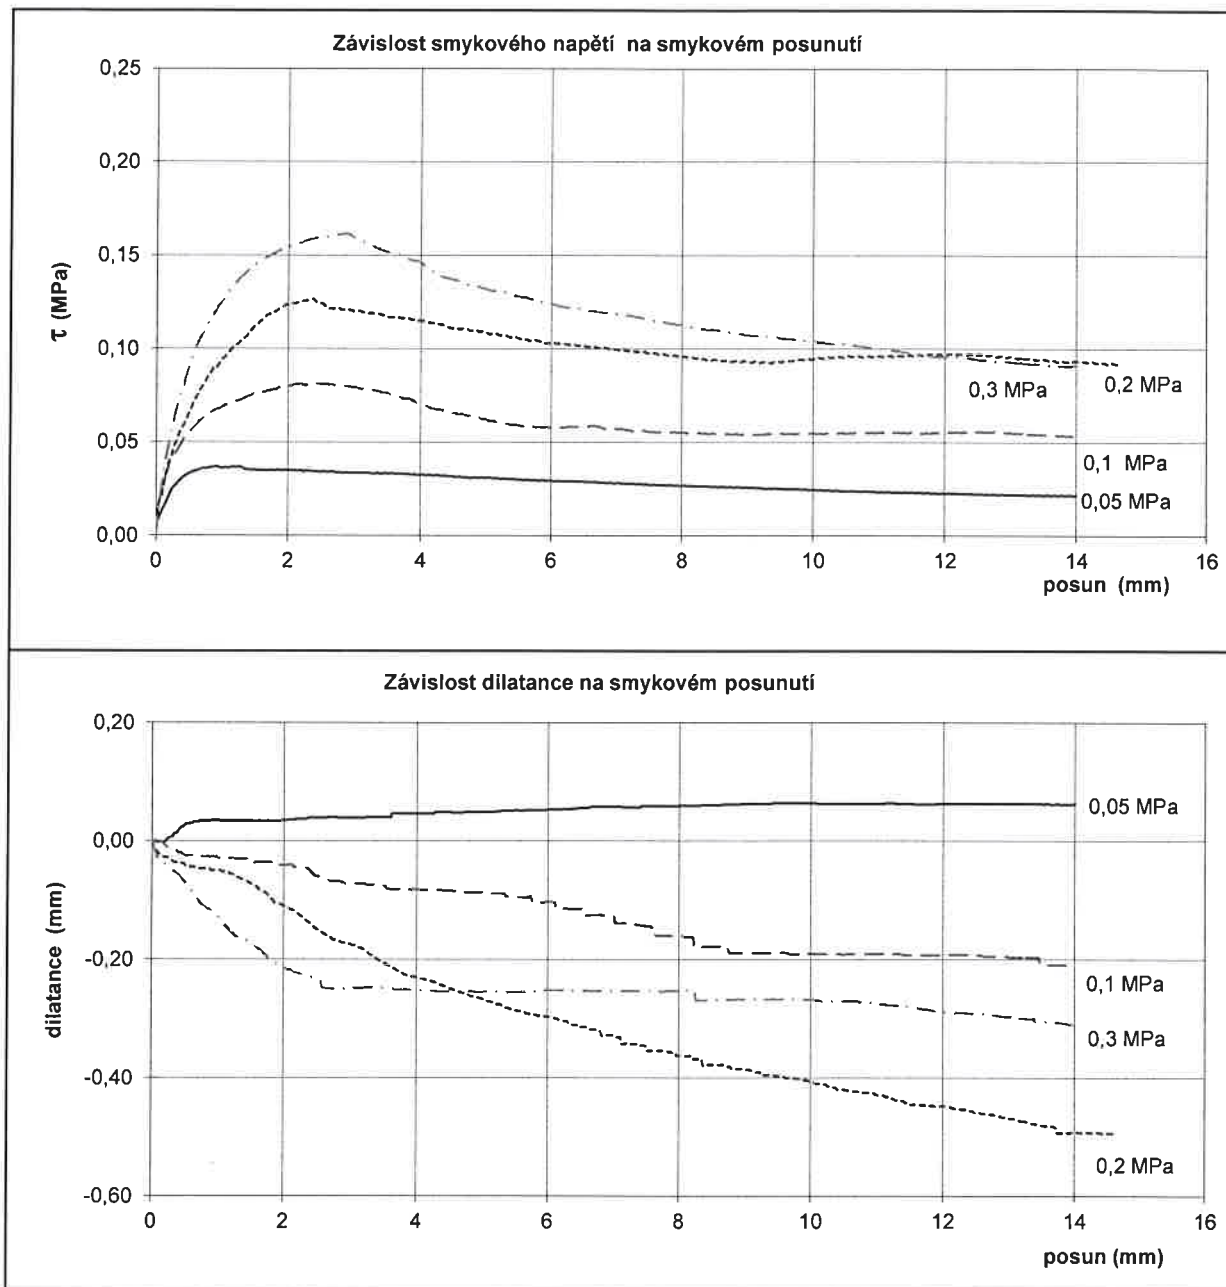 Závislost smykového napětí na smykovém posunutí
0,25
0,20
0,15
0,10
0,05
0,00
τ (MPa)
0,3 MPa
0,2 MPa
0,1 MPa
0,05 MPa
0 2 4 6 8 10 12 14 16
posun (mm)
Závislost dilatance na smykovém posunutí
0,20
0,00
-0,20
-0,40
-0,60
dilatance (mm)
0,05 MPa
0,1 MPa
0,3 MPa
0,2 MPa
0 2 4 6 8 10 12 14 16
posun (mm)